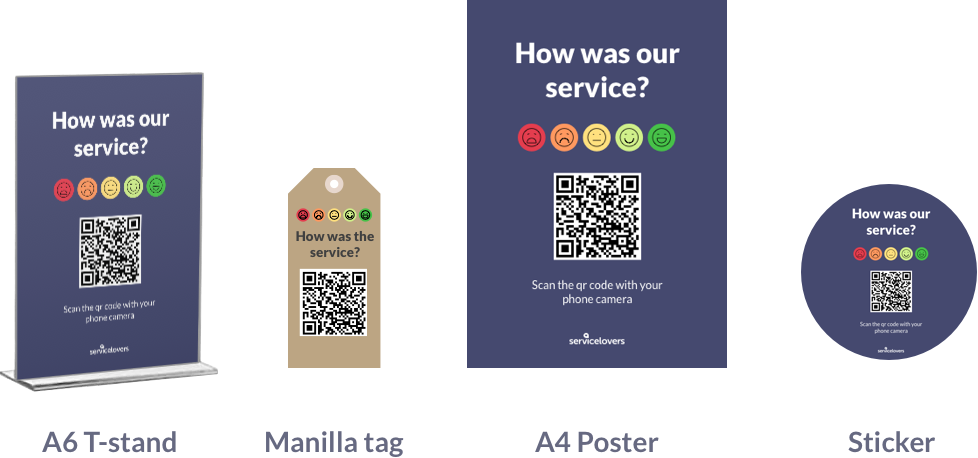 How was our
service?
Scan the qr code with your
phone camera
servicelovers
A6 T-stand
How was the
service?
Manilla tag
How was our
service?
Scan the qr code with your
phone camera
servicelovers
A4 Poster
How was our
service?
Scan the qr code with your
phone camera
servicelovers
Sticker